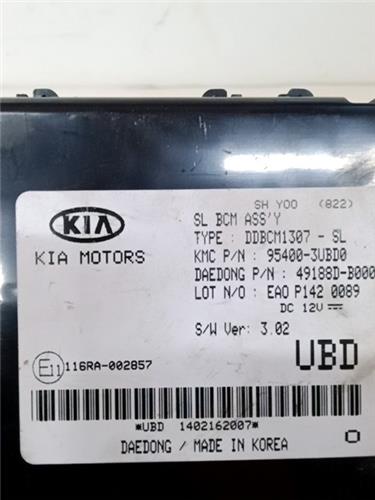 SH YOO (822)
SL BCM ASS'Y
KIA
TYPE : DDBCM1307 - SL
KIA MOTORS
KMC P/N : 95400-3UBD0
DAEDONG P/N : 49188D-B000
LOT N/O : EAO P142 0089
DC 12V
S/W Ver: 3.02
UBD
E11 116RA-002857
*UBD 1402162007*
DAEDONG / MADE IN KOREA
O